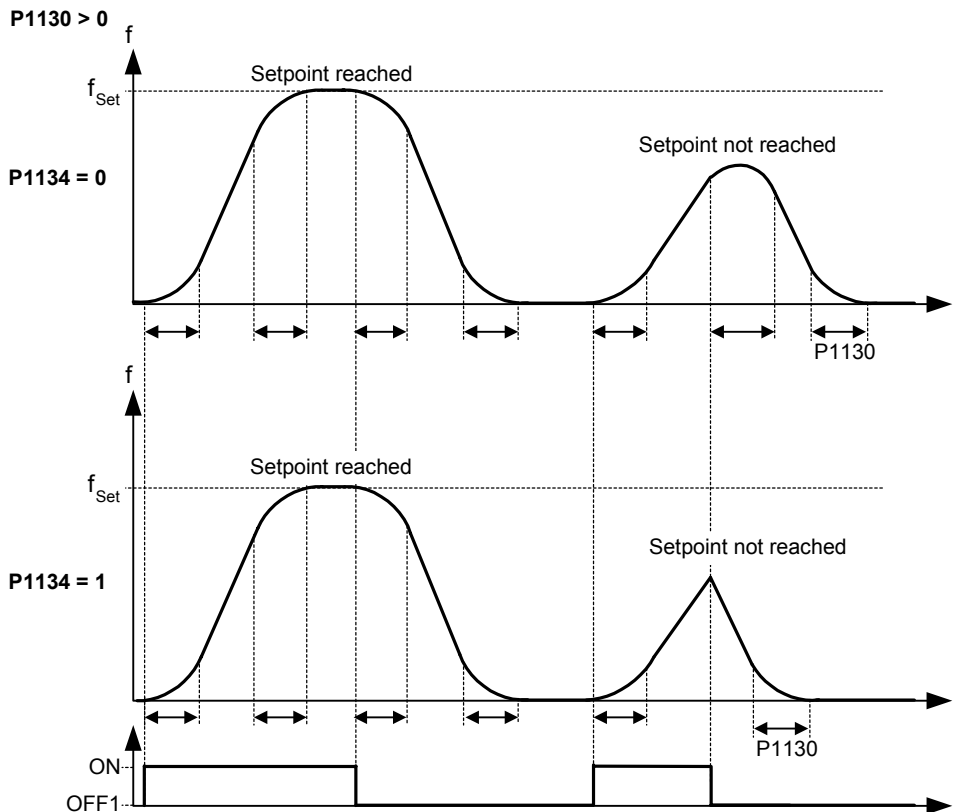 P1130 > 0
f
Setpoint reached
fSet
Setpoint not reached
P1134 = 0
P1130
f
Setpoint reached
fSet
Setpoint not reached
P1134 = 1
P1130
ON
OFF1